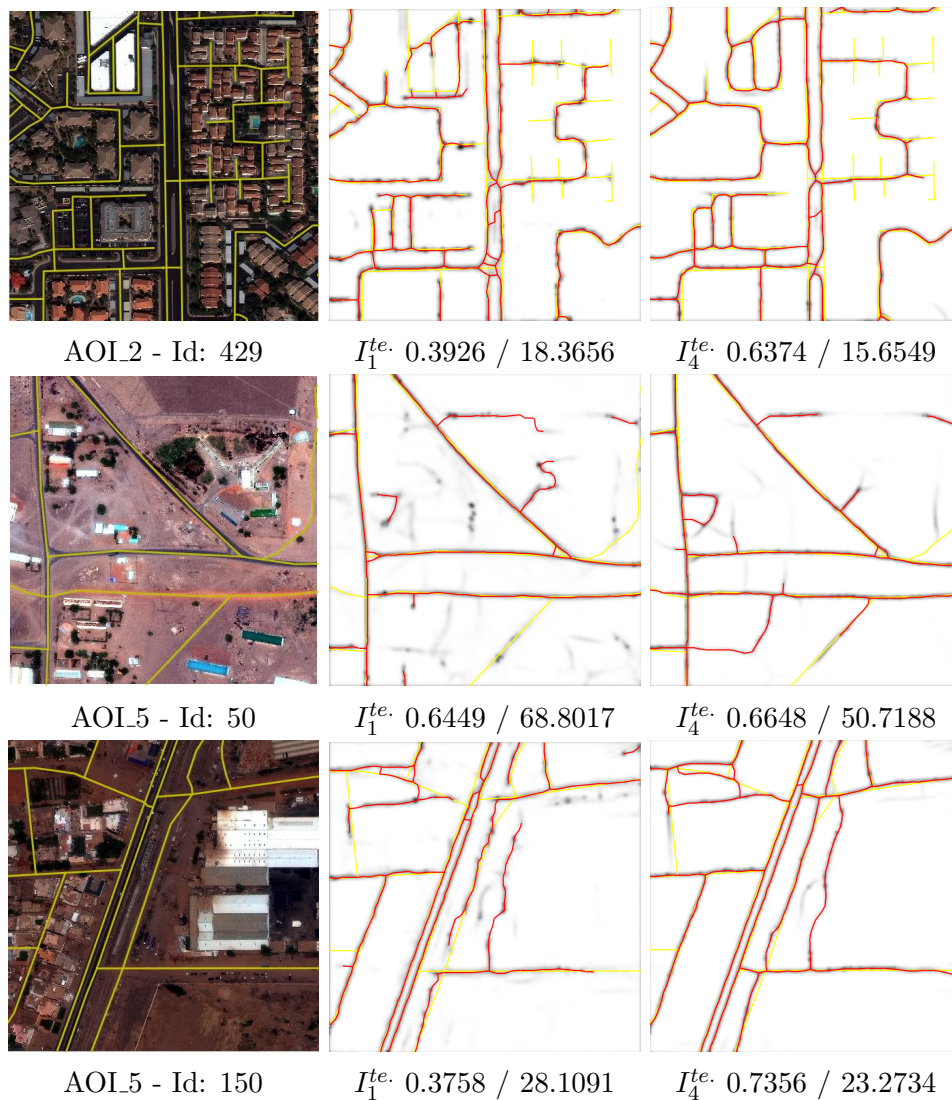 AOI_2 - Id: 429
I_1^{te.} 0.3926 / 18.3656
I_4^{te.} 0.6374 / 15.6549
AOI_5 - Id: 50
I_1^{te.} 0.6449 / 68.8017
I_4^{te.} 0.6648 / 50.7188
AOI_5 - Id: 150
I_1^{te.} 0.3758 / 28.1091
I_4^{te.} 0.7356 / 23.2734